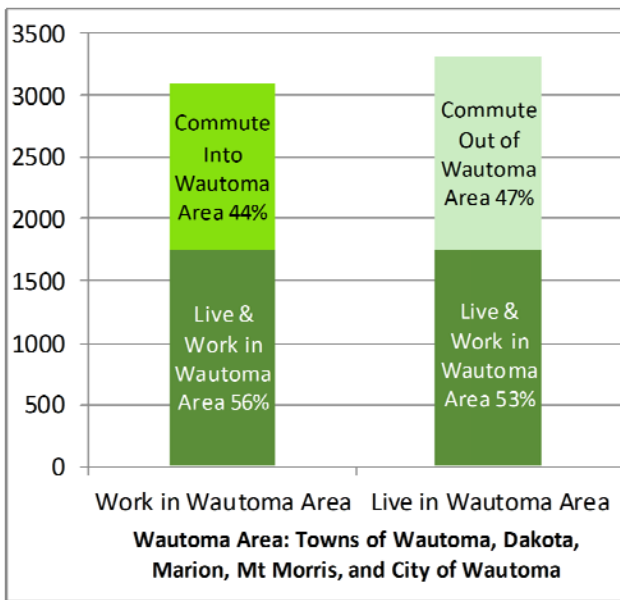 3500
3000
2500
2000
1500
1000
500
0
Commute
Into
Wautoma
Area 44%
Live &
Work in
Wautoma
Area 56%
Commute
Out of
Wautoma
Area 47%
Live &
Work in
Wautoma
Area 53%
Work in Wautoma Area
Live in Wautoma Area
Wautoma Area: Towns of Wautoma, Dakota,
Marion, Mt Morris, and City of Wautoma